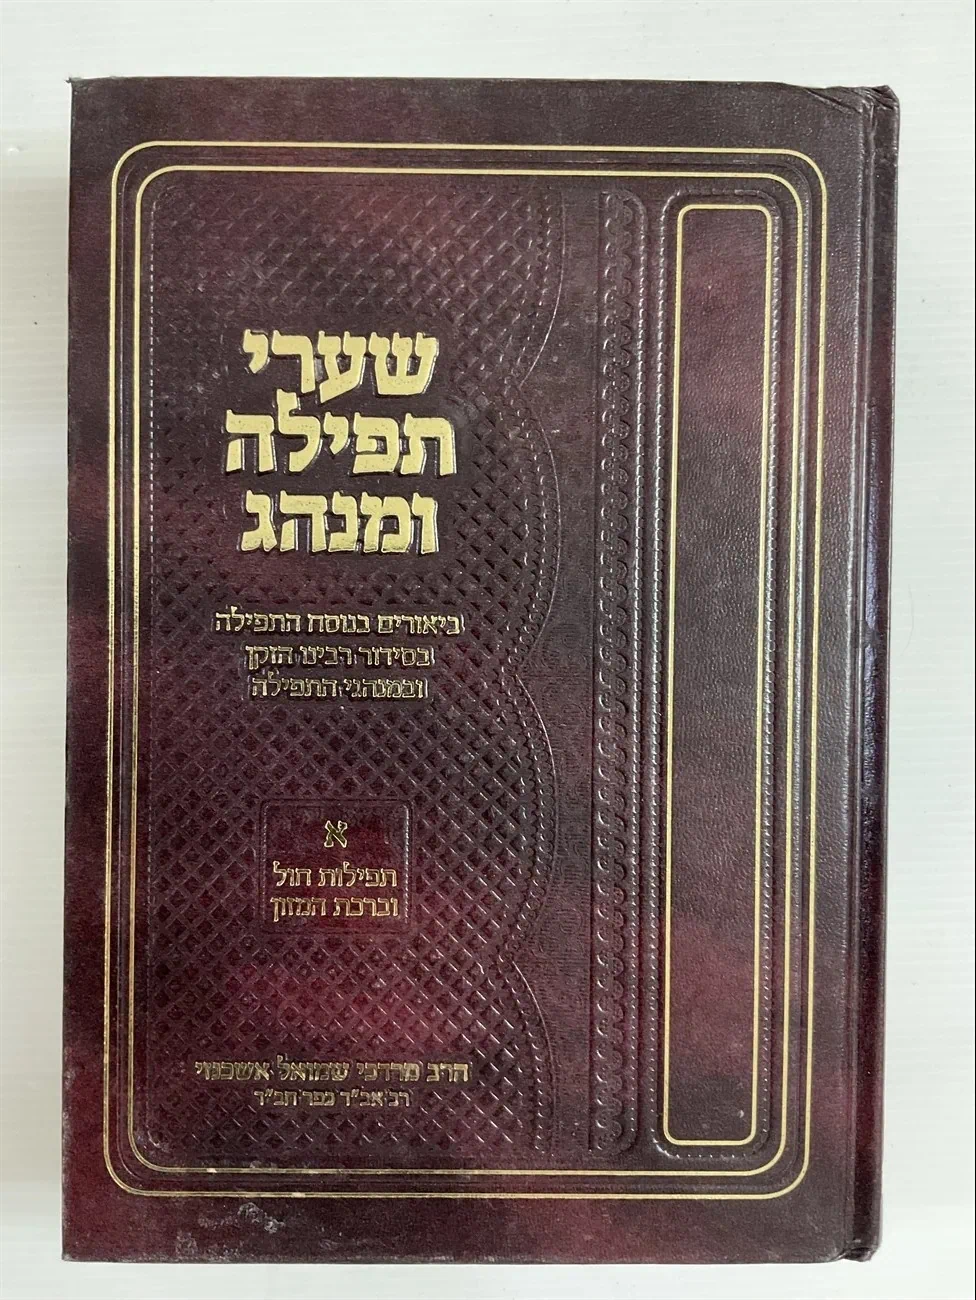 שערי
תפילה
ומנהג
ביאורים בנוסח התפילה
בסידור רבינו הזקן
ובמנהגי התפילה
א
תפילות חול
וברכת המזון
הרב מרדכי שמואל אשכנזי
רב ואב"ד כפר חב"ד